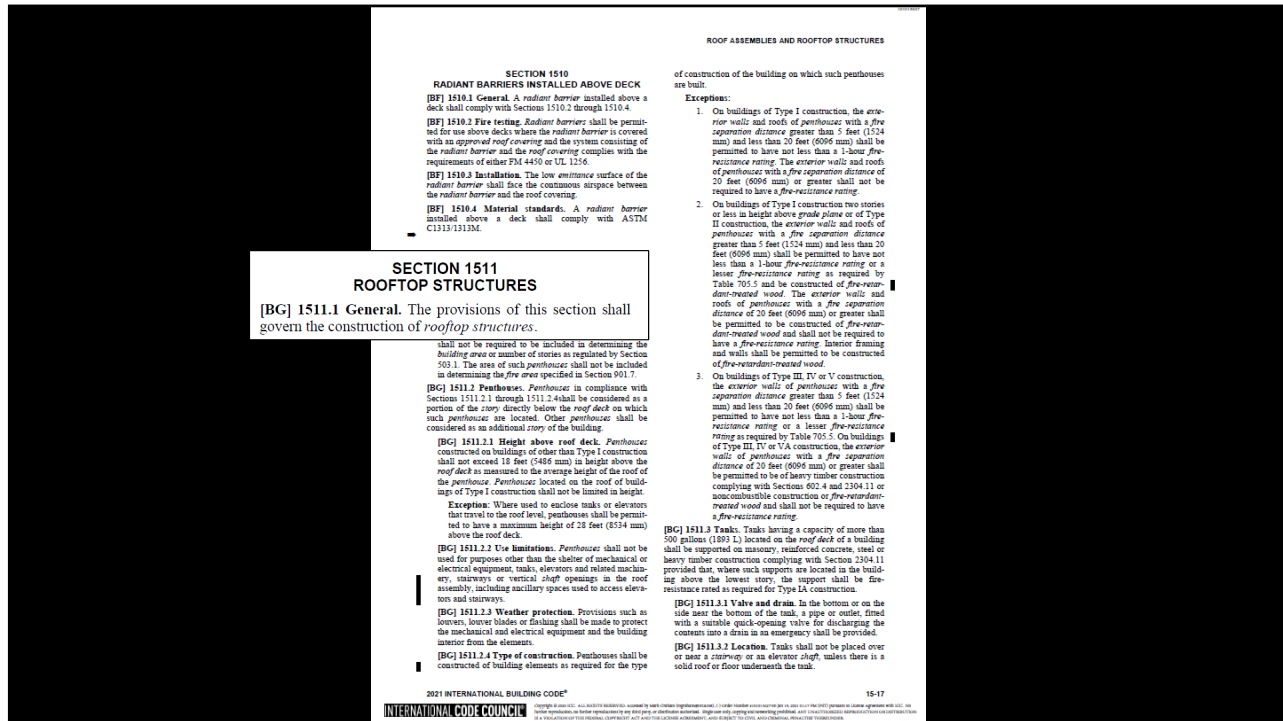 ROOF ASSEMBLIES AND ROOFTOP STRUCTURES
SECTION 1510
RADIANT BARRIERS INSTALLED ABOVE DECK
[BF] 1510.1 General. A radiant barrier installed above a
deck shall comply with Sections 1510.2 through 1510.4.
[BF] 1510.2 Fire testing. Radiant barriers shall be permit-
ted for use above decks where the radiant barrier is covered
with an approved roof covering and the system consisting of
the radiant barrier and the roof covering complies with the
requirements of either FM 4450 or UL 1256.
[BF] 1510.3 Installation. The low emittance surface of the
radiant barrier shall face the continuous airspace between
the radiant barrier and the roof covering.
[BF] 1510.4 Material standards. A radiant barrier
installed above a deck shall comply with ASTM
C1313/1313M.
SECTION 1511
ROOFTOP STRUCTURES
[BG] 1511.1 General. The provisions of this section shall
govern the construction of rooftop structures.
shall not be required to be included in determining the
building area or number of stories as regulated by Section
503.1. The area of such penthouses shall not be included
in determining the fire area specified in Section 901.7.
[BG] 1511.2 Penthouses. Penthouses in compliance with
Sections 1511.2.1 through 1511.2.4shall be considered as a
portion of the story directly below the roof deck on which
such penthouses are located. Other penthouses shall be
considered as an additional story of the building.
[BG] 1511.2.1 Height above roof deck. Penthouses
constructed on buildings of other than Type I construction
shall not exceed 18 feet (5486 mm) in height above the
roof deck as measured to the average height of the roof of
the penthouse. Penthouses located on the roof of build-
ings of Type I construction shall not be limited in height.
Exception: Where used to enclose tanks or elevators
that travel to the roof level, penthouses shall be permit-
ted to have a maximum height of 28 feet (8534 mm)
above the roof deck.
[BG] 1511.2.2 Use limitations. Penthouses shall not be
used for purposes other than the shelter of mechanical or
electrical equipment, tanks, elevators and related machin-
ery, stairways or vertical shaft openings in the roof
assembly, including ancillary spaces used to access eleva-
tors and stairways.
[BG] 1511.2.3 Weather protection. Provisions such as
louvers, louver blades or flashing shall be made to protect
the mechanical and electrical equipment and the building
interior from the elements.
[BG] 1511.2.4 Type of construction. Penthouses shall be
constructed of building elements as required for the type
of construction of the building on which such penthouses
are built.
Exceptions:
1. On buildings of Type I construction, the exte-
rior walls and roofs of penthouses with a fire
separation distance greater than 5 feet (1524
mm) and less than 20 feet (6096 mm) shall be
permitted to have not less than a 1-hour fire-
resistance rating. The exterior walls and roofs
of penthouses with a fire separation distance of
20 feet (6096 mm) or greater shall not be
required to have a fire-resistance rating.
2. On buildings of Type I construction two stories
or less in height above grade plane or of Type
II construction, the exterior walls and roofs of
penthouses with a fire separation distance
greater than 5 feet (1524 mm) and less than 20
feet (6096 mm) shall be permitted to have not
less than a 1-hour fire-resistance rating or a
lesser fire-resistance rating as required by
Table 705.5 and be constructed of fire-retar-
dant-treated wood. The exterior walls and
roofs of penthouses with a fire separation
distance of 20 feet (6096 mm) or greater shall
be permitted to be constructed of fire-retar-
dant-treated wood and shall not be required to
have a fire-resistance rating. Interior framing
and walls shall be permitted to be constructed
of fire-retardant-treated wood.
3. On buildings of Type III, IV or V construction,
the exterior walls of penthouses with a fire
separation distance greater than 5 feet (1524
mm) and less than 20 feet (6096 mm) shall be
permitted to have not less than a 1-hour fire-
resistance rating or a lesser fire-resistance
rating as required by Table 705.5. On buildings
of Type III, IV or VA construction, the exterior
walls of penthouses with a fire separation
distance of 20 feet (6096 mm) or greater shall
be permitted to be of heavy timber construction
complying with Sections 602.4 and 2304.11 or
noncombustible construction or fire-retardant-
treated wood and shall not be required to have
a fire-resistance rating.
[BG] 1511.3 Tanks. Tanks having a capacity of more than
500 gallons (1893 L) located on the roof deck of a building
shall be supported on masonry, reinforced concrete, steel or
heavy timber construction complying with Section 2304.11
provided that, where such supports are located in the build-
ing above the lowest story, the support shall be fire-
resistance rated as required for Type IA construction.
[BG] 1511.3.1 Valve and drain. In the bottom or on the
side near the bottom of the tank, a pipe or outlet, fitted
with a suitable quick-opening valve for discharging the
contents into a drain in an emergency shall be provided.
[BG] 1511.3.2 Location. Tanks shall not be placed over
or near a stairway or an elevator shaft, unless there is a
solid roof or floor underneath the tank.
2021 INTERNATIONAL BUILDING CODE®
15-17
INTERNATIONAL CODE COUNCIL®